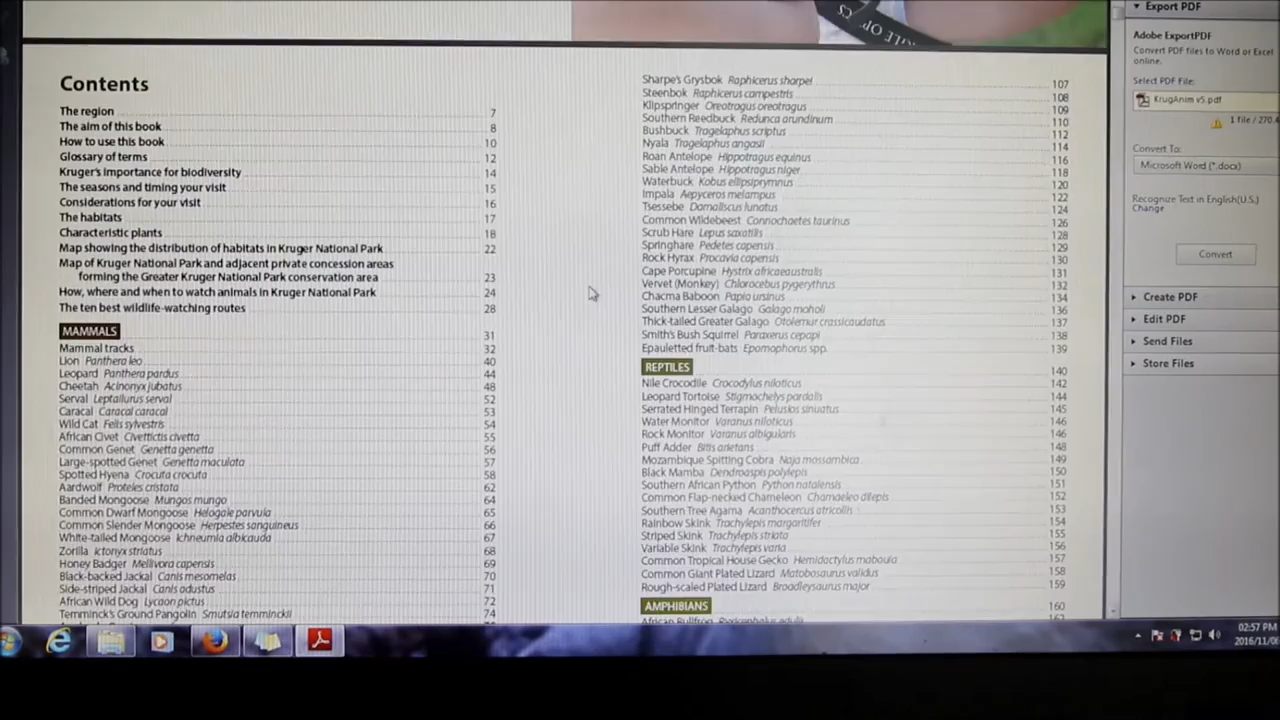 Contents
The region 7
The aim of this book 8
How to use this book 10
Glossary of terms 12
Kruger's importance for biodiversity 14
The seasons and timing your visit 15
Considerations for your visit 16
The habitats 17
Characteristic plants 18
Map showing the distribution of habitats in Kruger National Park 22
Map of Kruger National Park and adjacent private concession areas
forming the Greater Kruger National Park conservation area 23
How, where and when to watch animals in Kruger National Park 24
The ten best wildlife-watching routes 28
MAMMALS 31
Mammal tracks 32
Lion Panthera leo 40
Leopard Panthera pardus 44
Cheetah Acinonyx jubatus 48
Serval Leptailurus serval 52
Caracal Caracal caracal 53
Wild Cat Felis sylvestris 54
African Civet Civettictis civetta 55
Common Genet Genetta genetta 56
Large-spotted Genet Genetta maculata 57
Spotted Hyena Crocuta crocuta 58
Aardwolf Proteles cristata 62
Banded Mongoose Mungos mungo 64
Common Dwarf Mongoose Helogale parvula 65
Common Slender Mongoose Herpestes sanguineus 66
White-tailed Mongoose Ichneumia albicauda 67
Zorilla Ictonyx striatus 68
Honey Badger Mellivora capensis 69
Black-backed Jackal Canis mesomelas 70
Side-striped Jackal Canis adustus 71
African Wild Dog Lycaon pictus 72
Temminck's Ground Pangolin Smutsia temminckii 74
Sharpe's Grysbok Raphicerus sharpei 107
Steenbok Raphicerus campestris 108
Klipspringer Oreotragus oreotragus 109
Southern Reedbuck Redunca arundinum 110
Bushbuck Tragelaphus scriptus 112
Nyala Tragelaphus angasii 114
Roan Antelope Hippotragus equinus 116
Sable Antelope Hippotragus niger 118
Waterbuck Kobus ellipsiprymnus 120
Impala Aepyceros melampus 122
Tsessebe Damaliscus lunatus 124
Common Wildebeest Connochaetes taurinus 126
Scrub Hare Lepus saxatilis 128
Springhare Pedetes capensis 129
Rock Hyrax Procavia capensis 130
Cape Porcupine Hystrix africaeaustralis 131
Vervet (Monkey) Chlorocebus pygerythrus 132
Chacma Baboon Papio ursinus 134
Southern Lesser Galago Galago moholi 136
Thick-tailed Greater Galago Otolemur crassicaudatus 137
Smith's Bush Squirrel Paraxerus cepapi 138
Epauletted fruit-bats Epomophorus spp. 139
REPTILES 140
Nile Crocodile Crocodylus niloticus 142
Leopard Tortoise Stigmochelys pardalis 144
Serrated Hinged Terrapin Pelusios sinuatus 145
Water Monitor Varanus niloticus 146
Rock Monitor Varanus albigularis 146
Puff Adder Bitis arietans 148
Mozambique Spitting Cobra Naja mossambica 149
Black Mamba Dendroaspis polylepis 150
Southern African Python Python natalensis 151
Common Flap-necked Chameleon Chamaeleo dilepis 152
Southern Tree Agama Acanthocercus atricollis 153
Rainbow Skink Trachylepis margaritifer 154
Striped Skink Trachylepis striata 155
Variable Skink Trachylepis varia 156
Common Tropical House Gecko Hemidactylus mabouia 157
Common Giant Plated Lizard Matobosaurus validus 158
Rough-scaled Plated Lizard Broadleysaurus major 159
AMPHIBIANS 160
African Bullfrog
Export PDF
Adobe ExportPDF
Convert PDF files to Word or Excel
online.
Select PDF File:
KrugAnim v5.pdf
1 file / 270.4
Convert To:
Microsoft Word (*.docx)
Recognize Text in English(U.S.)
Change
Convert
Create PDF
Edit PDF
Send Files
Store Files
02:57 PM
2016/11/06